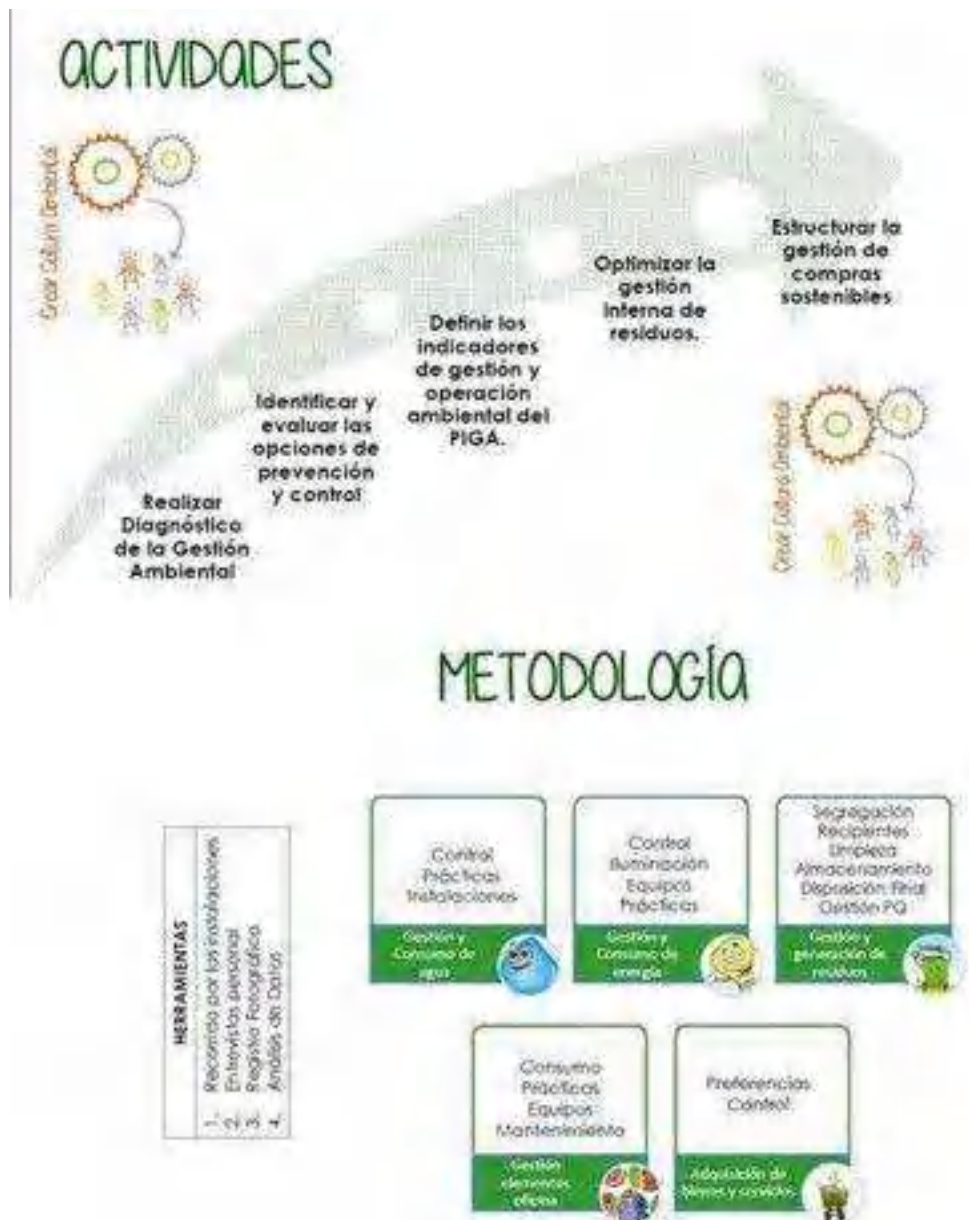 ACTIVIDADES
Crear Cultura Ambiental
Realizar
Diagnóstico
de la Gestión
Ambiental
Identificar y
evaluar las
opciones de
prevención
y control
Definir los
indicadores
de gestión y
operación
ambiental del
PIGA.
Optimizar la
gestión
interna de
residuos.
Estructurar la
gestión de
compras
sostenibles
Crear Cultura Ambiental
METODOLOGÍA
HERRAMIENTAS
1. Recorrido por las instalaciones
2. Entrevistas personal
3. Registro Fotográfico
4. Análisis de Datos
Control
Prácticas
Instalaciones
Gestión y
Consumo de
agua
Control
Iluminación
Equipos
Prácticas
Gestión y
Consumo de
energía
Segregación
Recipientes
Limpieza
Almacenamiento
Disposición Final
Gestión
Gestión y
generación de
residuos
Consumo
Prácticas
Equipos
Mantenimiento
Gestión
elementos
oficina
Preferencias
Control
Adquisición de
bienes y servicios